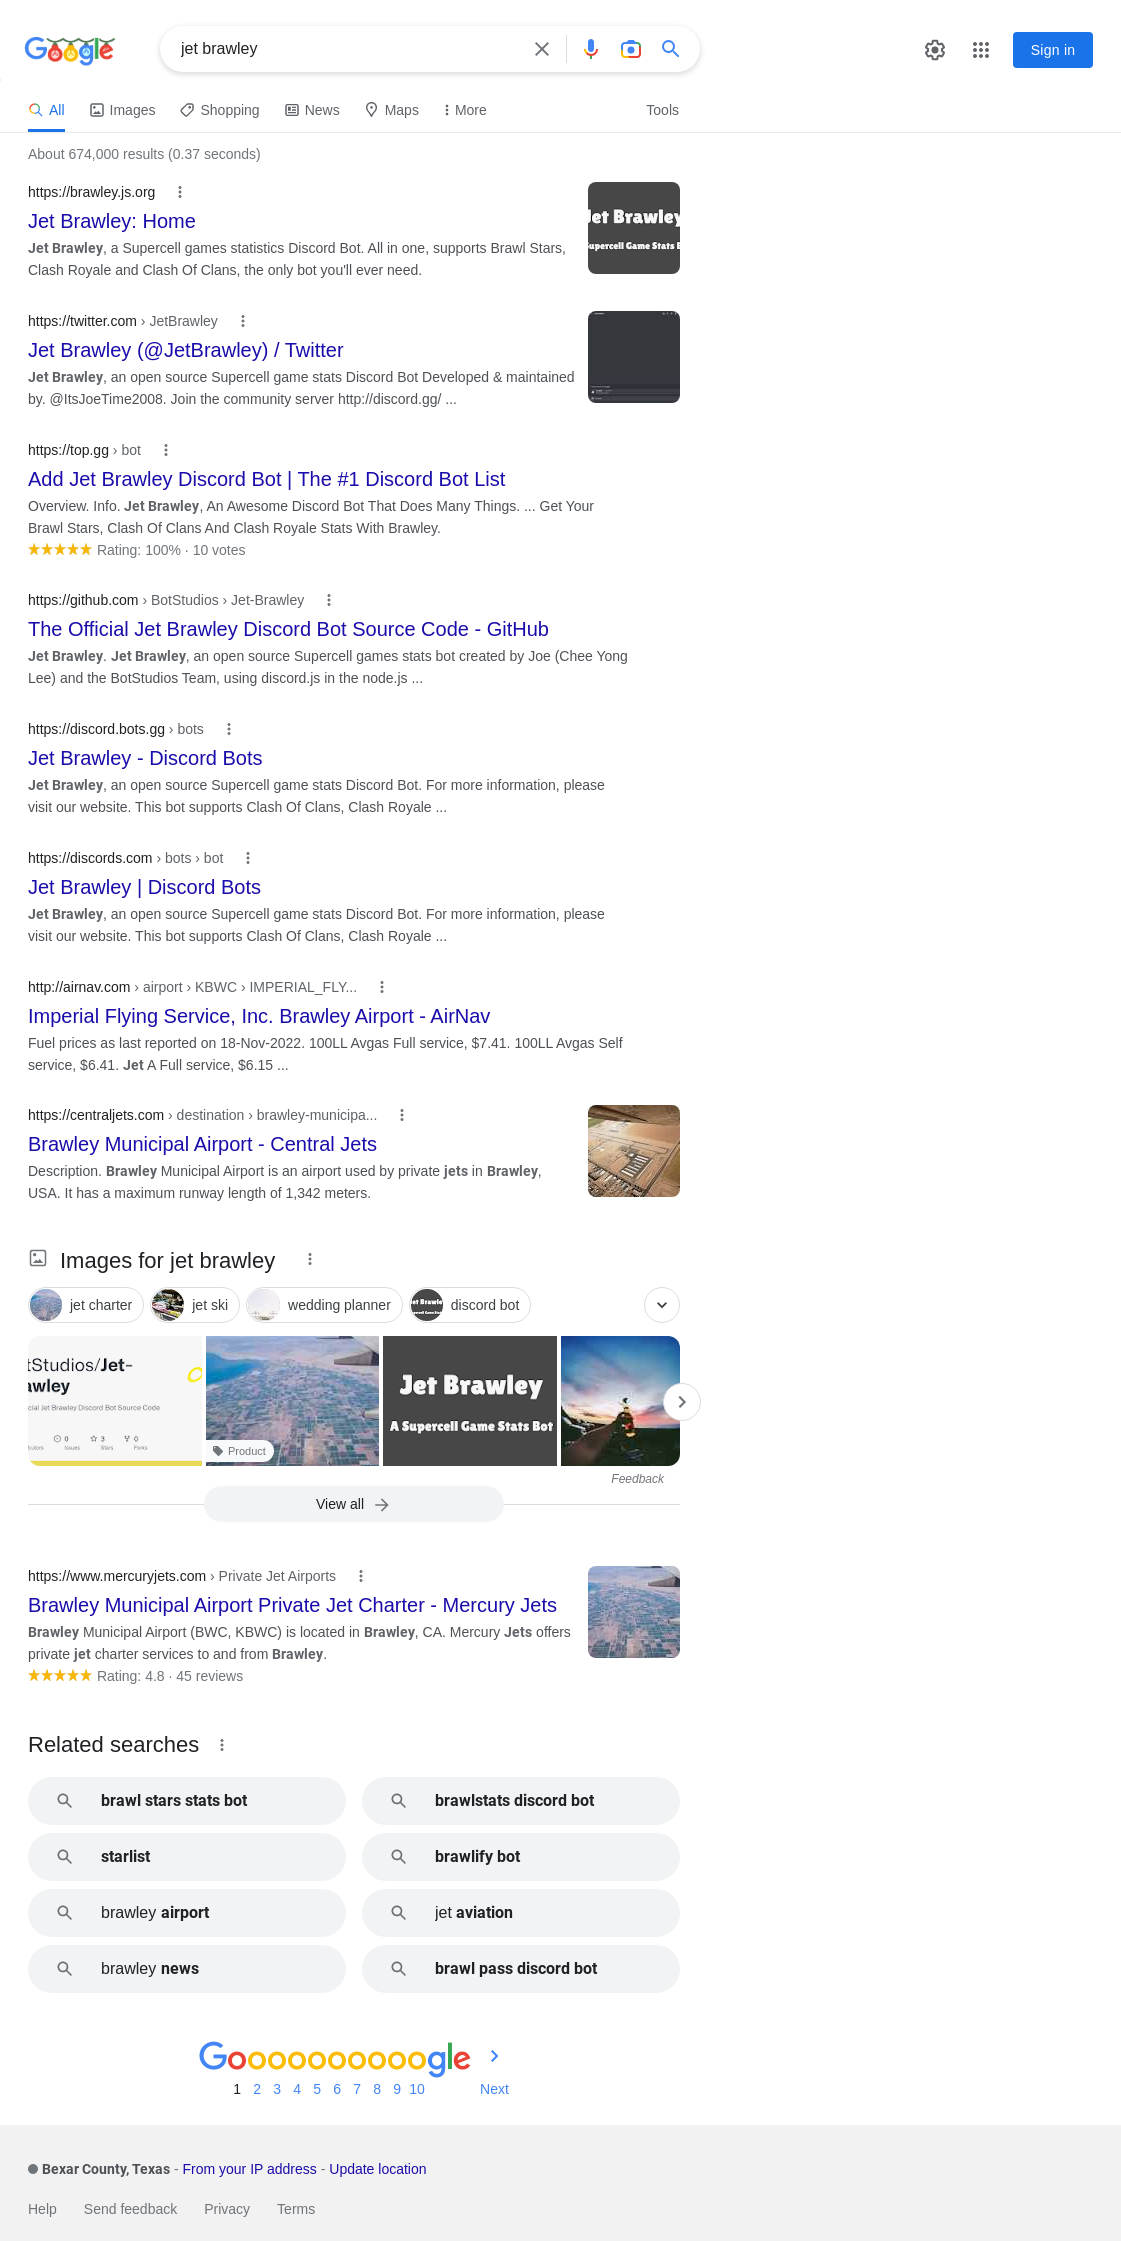 Google
jet brawley
Sign in
All
Images
Shopping
News
Maps
More
Tools
About 674,000 results (0.37 seconds)
https://brawley.js.org
Jet Brawley: Home
Jet Brawley, a Supercell games statistics Discord Bot. All in one, supports Brawl Stars,
Clash Royale and Clash Of Clans, the only bot you'll ever need.
Jet Brawley
Supercell Game Stats B
https://twitter.com › JetBrawley
Jet Brawley (@JetBrawley) / Twitter
Jet Brawley, an open source Supercell game stats Discord Bot Developed & maintained
by. @ItsJoeTime2008. Join the community server http://discord.gg/ ...
https://top.gg › bot
Add Jet Brawley Discord Bot | The #1 Discord Bot List
Overview. Info. Jet Brawley, An Awesome Discord Bot That Does Many Things. ... Get Your
Brawl Stars, Clash Of Clans And Clash Royale Stats With Brawley.
Rating: 100% · 10 votes
https://github.com › BotStudios › Jet-Brawley
The Official Jet Brawley Discord Bot Source Code - GitHub
Jet Brawley. Jet Brawley, an open source Supercell games stats bot created by Joe (Chee Yong
Lee) and the BotStudios Team, using discord.js in the node.js ...
https://discord.bots.gg › bots
Jet Brawley - Discord Bots
Jet Brawley, an open source Supercell game stats Discord Bot. For more information, please
visit our website. This bot supports Clash Of Clans, Clash Royale ...
https://discords.com › bots › bot
Jet Brawley | Discord Bots
Jet Brawley, an open source Supercell game stats Discord Bot. For more information, please
visit our website. This bot supports Clash Of Clans, Clash Royale ...
http://airnav.com › airport › KBWC › IMPERIAL_FLY...
Imperial Flying Service, Inc. Brawley Airport - AirNav
Fuel prices as last reported on 18-Nov-2022. 100LL Avgas Full service, $7.41. 100LL Avgas Self
service, $6.41. Jet A Full service, $6.15 ...
https://centraljets.com › destination › brawley-municipa...
Brawley Municipal Airport - Central Jets
Description. Brawley Municipal Airport is an airport used by private jets in Brawley,
USA. It has a maximum runway length of 1,342 meters.
Images for jet brawley
jet charter
jet ski
wedding planner
discord bot
tStudios/Jet-
awley
cial Jet Brawley Discord Bot Source Code
0
3
0
Issues
Stars
Forks
Product
Jet Brawley
A Supercell Game Stats Bot
Feedback
View all
https://www.mercuryjets.com › Private Jet Airports
Brawley Municipal Airport Private Jet Charter - Mercury Jets
Brawley Municipal Airport (BWC, KBWC) is located in Brawley, CA. Mercury Jets offers
private jet charter services to and from Brawley.
Rating: 4.8 · 45 reviews
Related searches
brawl stars stats bot
brawlstats discord bot
starlist
brawlify bot
brawley airport
jet aviation
brawley news
brawl pass discord bot
Goooooooooogle
1 2 3 4 5 6 7 8 9 10 Next
Bexar County, Texas - From your IP address - Update location
Help
Send feedback
Privacy
Terms